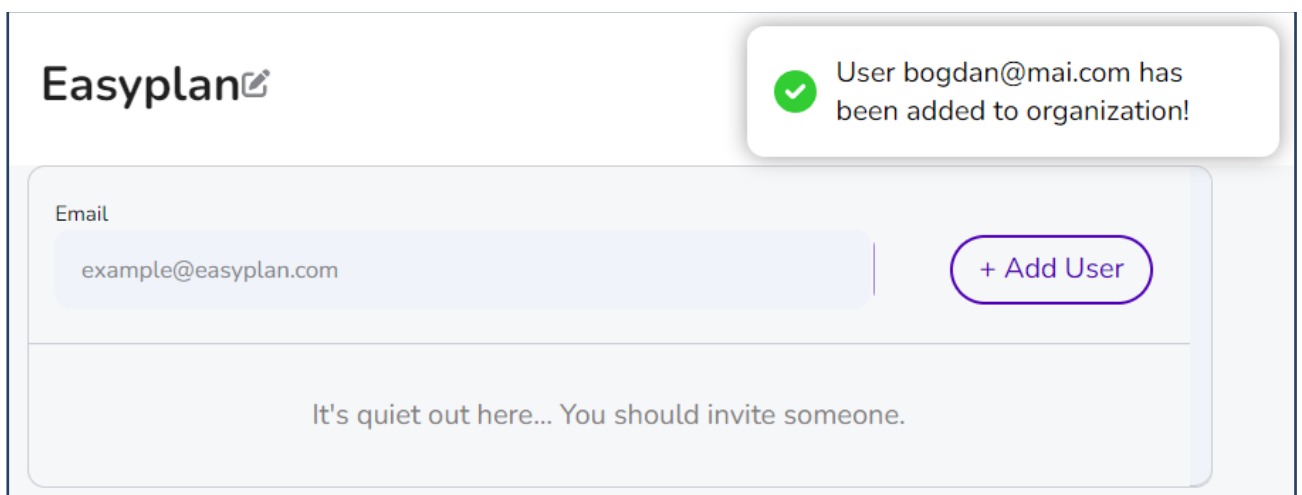 Easyplan
User bogdan@mai.com has
been added to organization!
Email
example@easyplan.com
+ Add User
It's quiet out here... You should invite someone.